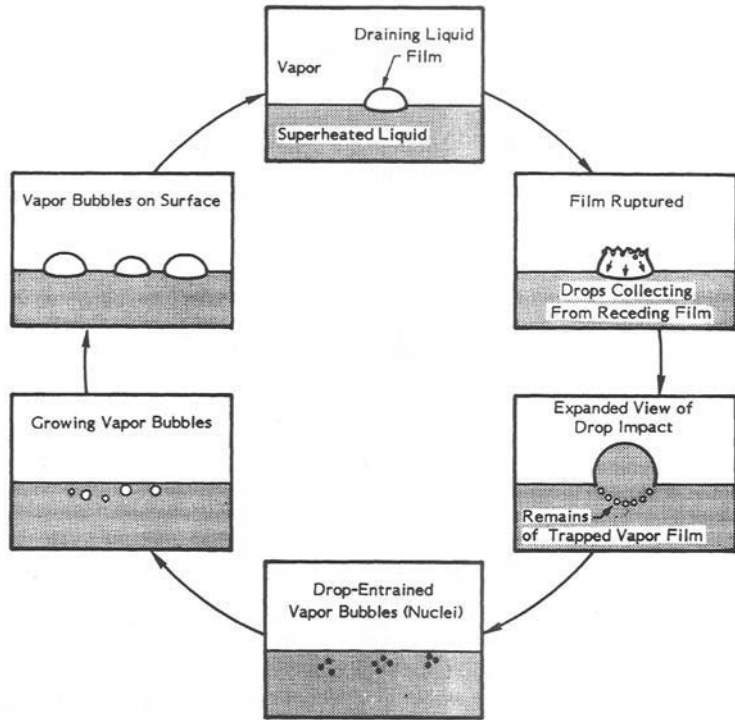 Draining Liquid
Film
Vapor
Superheated Liquid
Film Ruptured
Drops Collecting
From Receding Film
Expanded View of
Drop Impact
Remains
of Trapped Vapor Film
Drop-Entrained
Vapor Bubbles (Nuclei)
Growing Vapor Bubbles
Vapor Bubbles on Surface